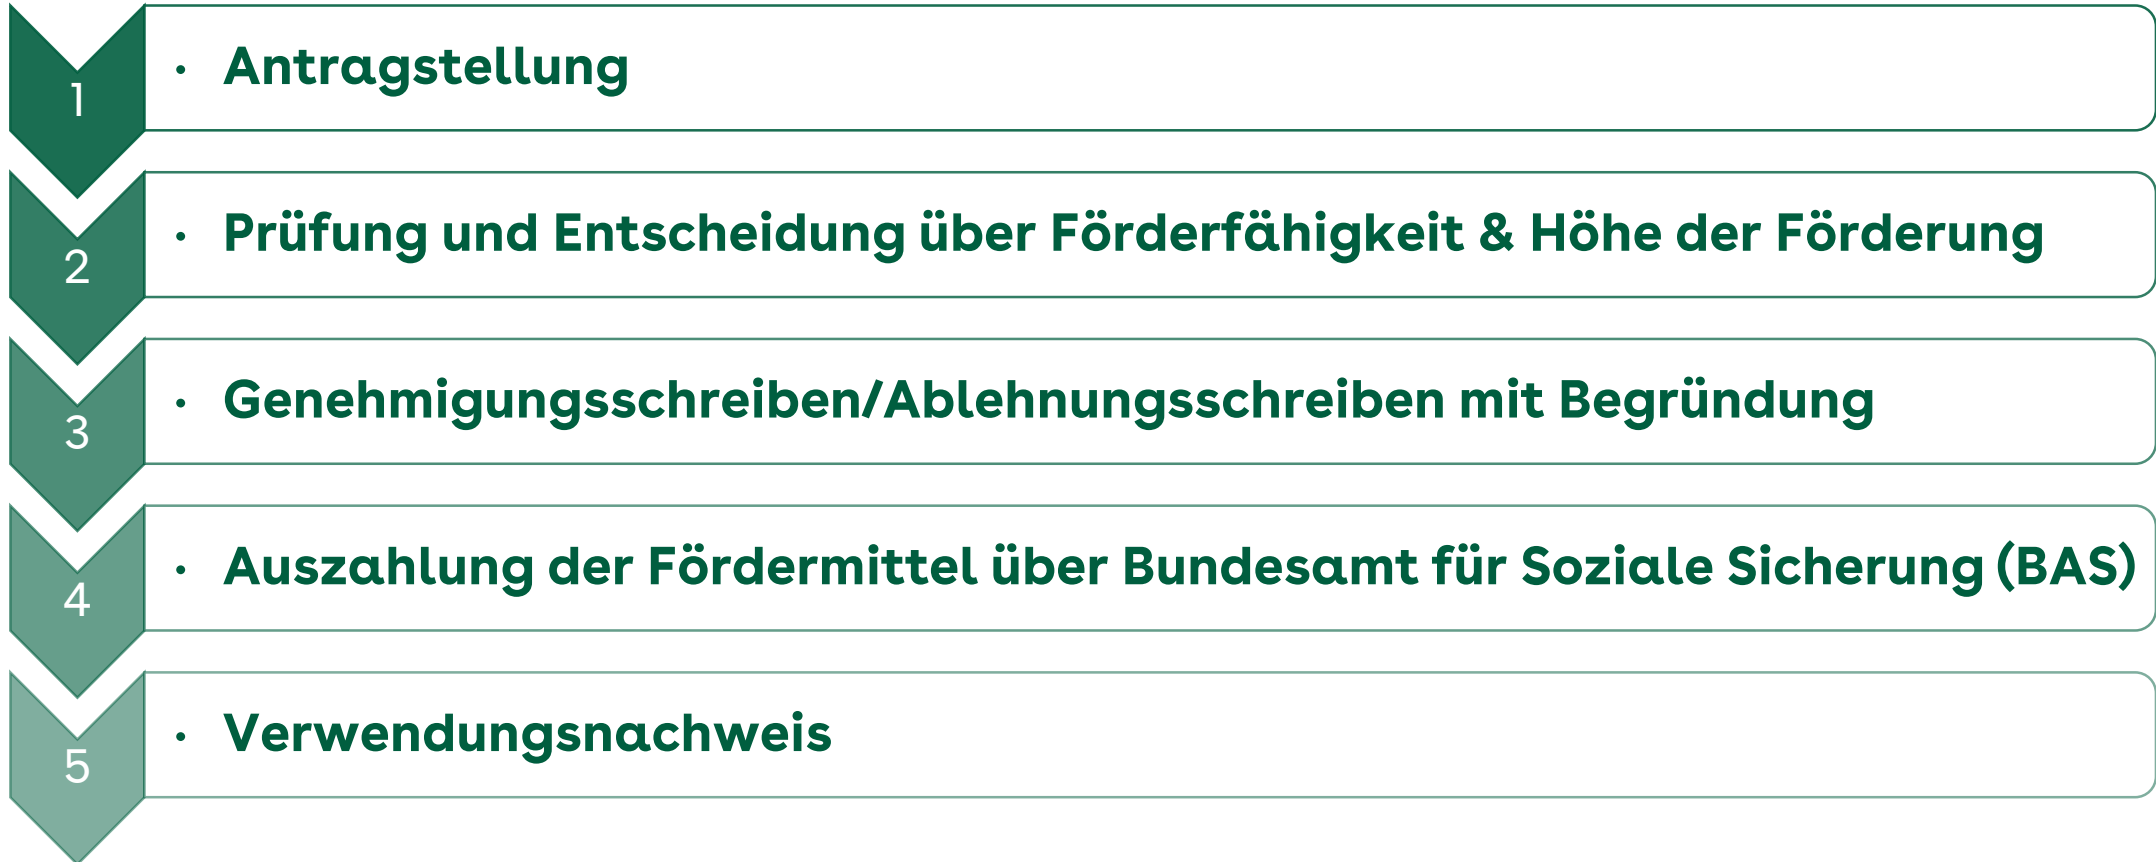 1
• Antragstellung
2
• Prüfung und Entscheidung über Förderfähigkeit & Höhe der Förderung
3
• Genehmigungsschreiben/Ablehnungsschreiben mit Begründung
4
• Auszahlung der Fördermittel über Bundesamt für Soziale Sicherung (BAS)
5
• Verwendungsnachweis